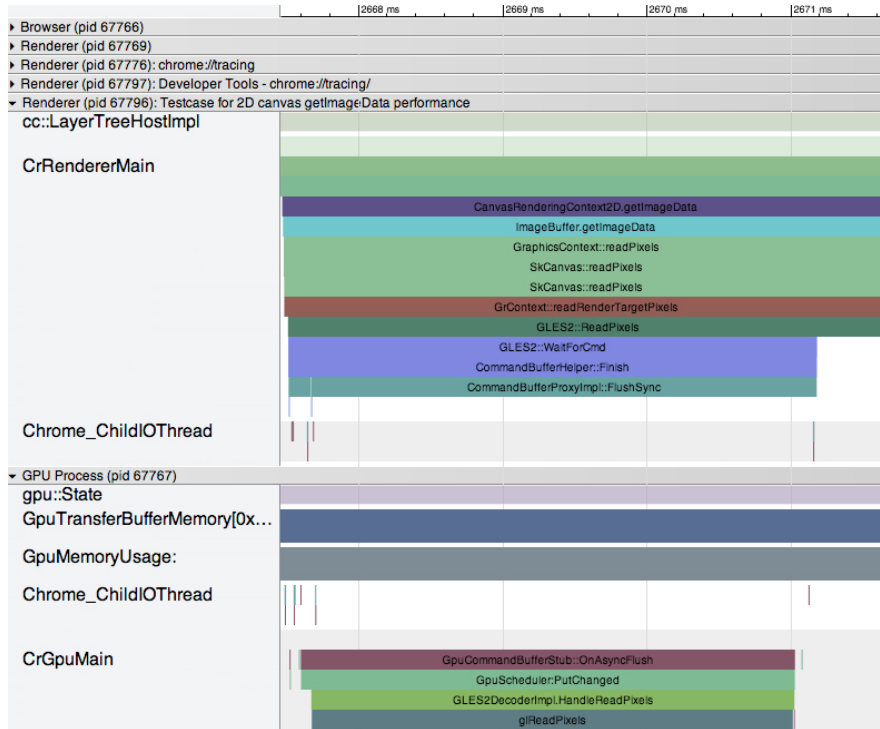 2668 ms 2669 ms 2670 ms 2671 ms
Browser (pid 67766)
Renderer (pid 67769)
Renderer (pid 67776): chrome://tracing
Renderer (pid 67797): Developer Tools - chrome://tracing/
Renderer (pid 67796): Testcase for 2D canvas getImageData performance
cc::LayerTreeHostImpl
CrRendererMain
CanvasRenderingContext2D.getImageData
ImageBuffer.getImageData
GraphicsContext::readPixels
SkCanvas::readPixels
SkCanvas::readPixels
GrContext::readRenderTargetPixels
GLES2::ReadPixels
GLES2::WaitForCmd
CommandBufferHelper::Finish
CommandBufferProxyImpl::FlushSync
Chrome_ChildIOThread
GPU Process (pid 67767)
gpu::State
GpuTransferBufferMemory[0x...
GpuMemoryUsage:
Chrome_ChildIOThread
CrGpuMain
GpuCommandBufferStub::OnAsyncFlush
GpuScheduler:PutChanged
GLES2DecoderImpl.HandleReadPixels
glReadPixels